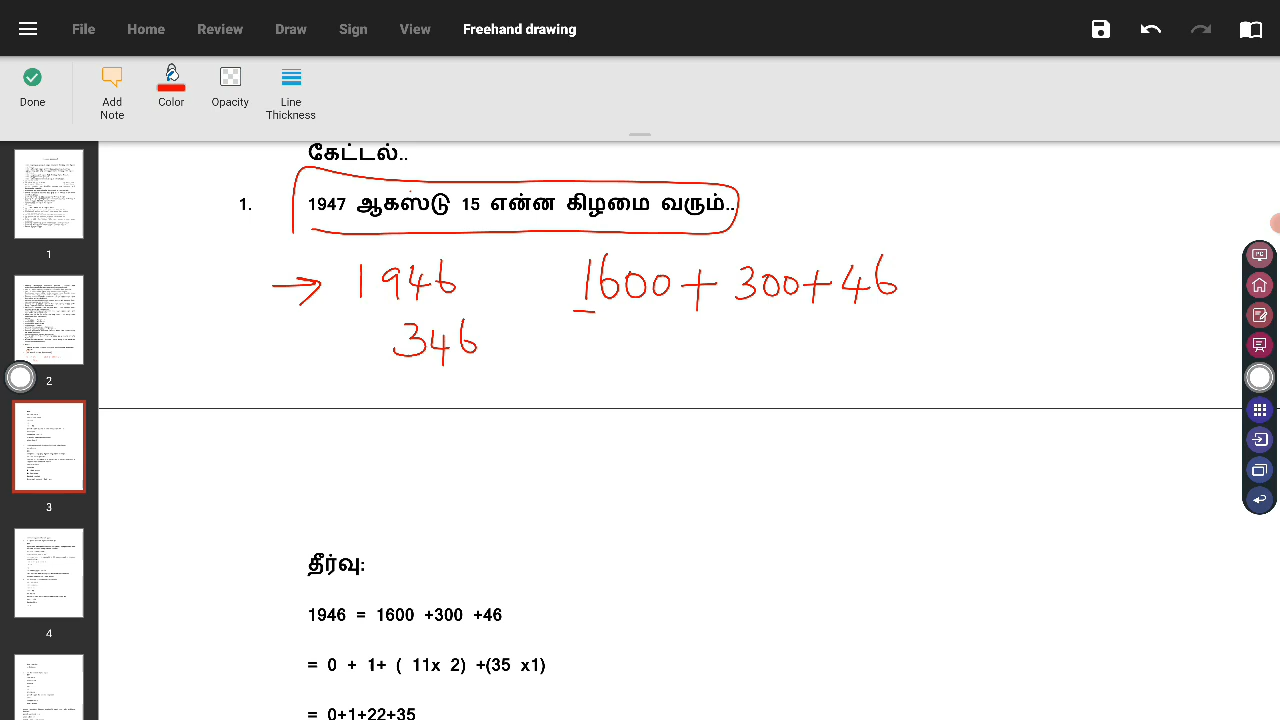 File Home Review Draw Sign View Freehand drawing
Done Add Note Color Opacity Line Thickness
கேட்டல்..
1. 1947 ஆகஸ்டு 15 என்ன கிழமை வரும்..
→ 1946 1600 + 300 + 46
346
தீர்வு:
1946 = 1600 +300 +46
= 0 + 1+ ( 11x 2) +(35 x1)
= 0+1+22+35
1
2
3
4